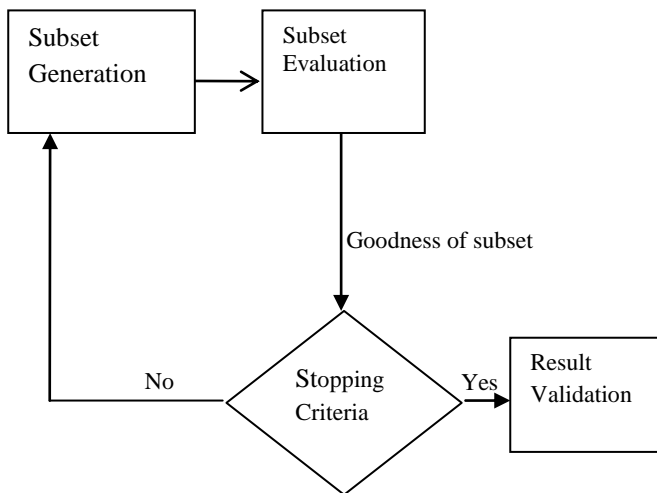 Subset
Generation
Subset
Evaluation
Goodness of subset
No
Stopping
Criteria
Yes
Result
Validation